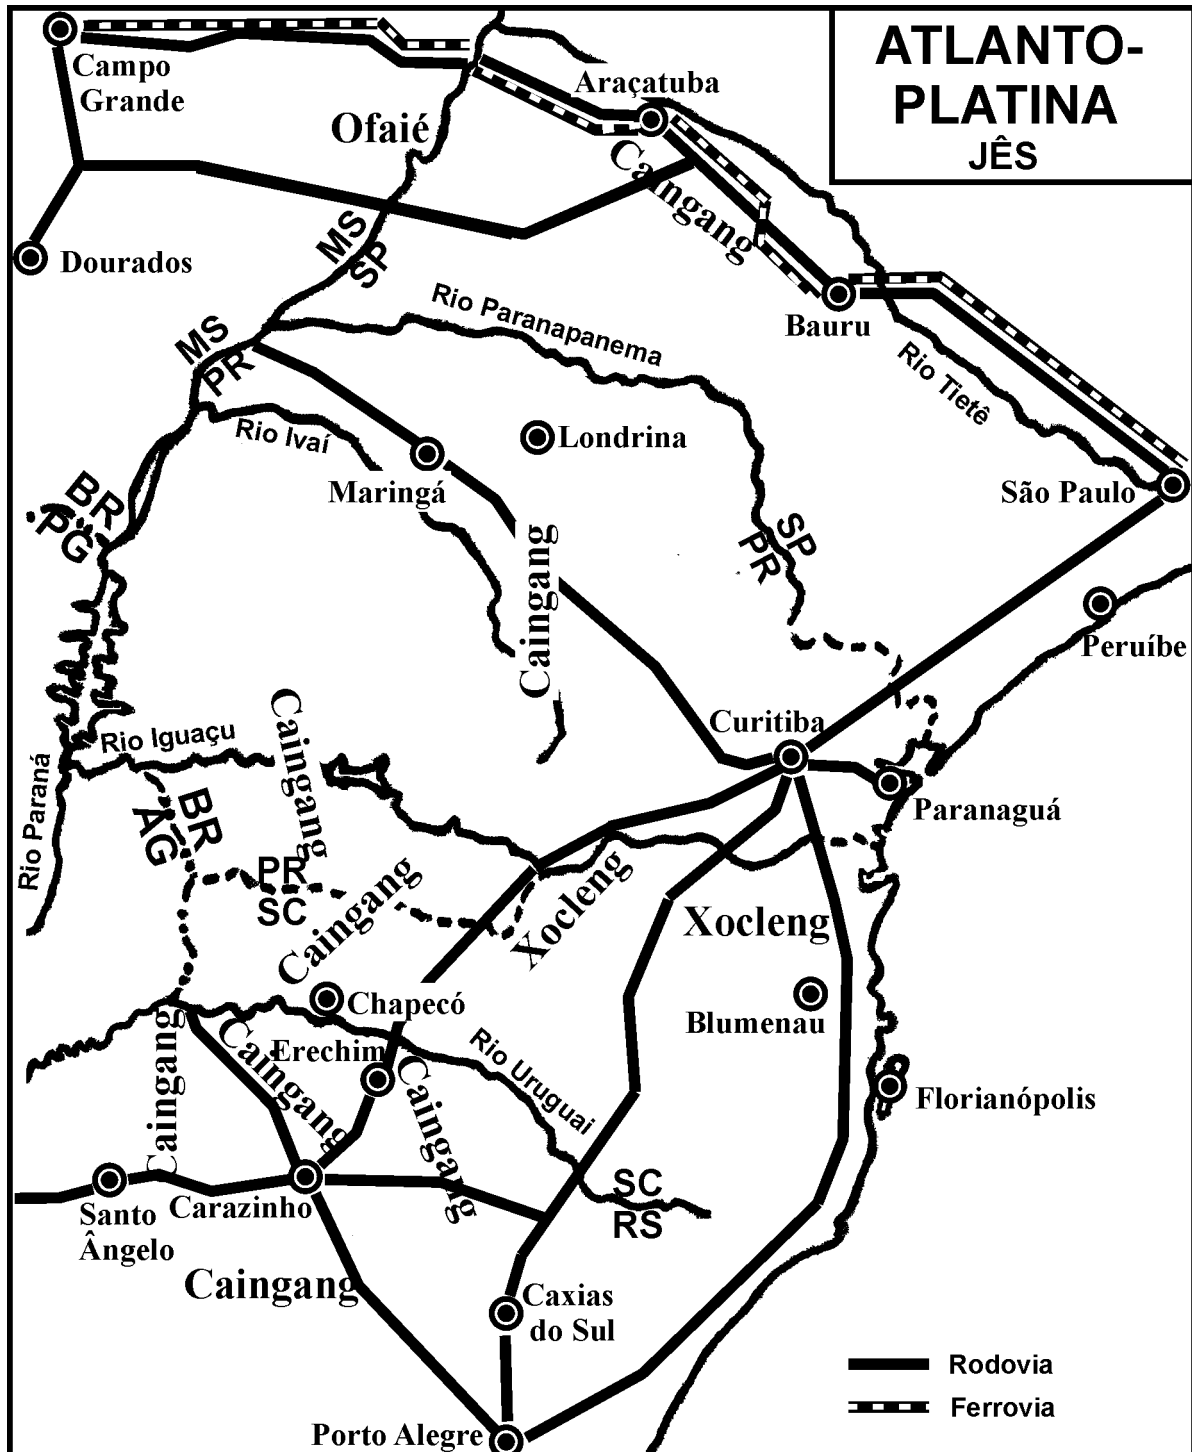 ATLANTO-
PLATINA
JÊS
Campo
Grande
Araçatuba
Ofaié
Caingang
MS
SP
Dourados
Rio Paranapanema
Bauru
MS
PR
Rio Tietê
Rio Ivaí
Londrina
Maringá
São Paulo
BR
PG
SP
PR
Caingang
Peruíbe
Caingang
Curitiba
Rio Iguaçu
Rio Paraná
BR
AG
Paranaguá
PR
SC
Caingang
Xocleng
Xocleng
Chapecó
Blumenau
Caingang
Caingang
Erechim
Caingang
Rio Uruguai
Florianópolis
SC
RS
Santo
Ângelo
Carazinho
Caingang
Caxias
do Sul
Rodovia
Ferrovia
Porto Alegre